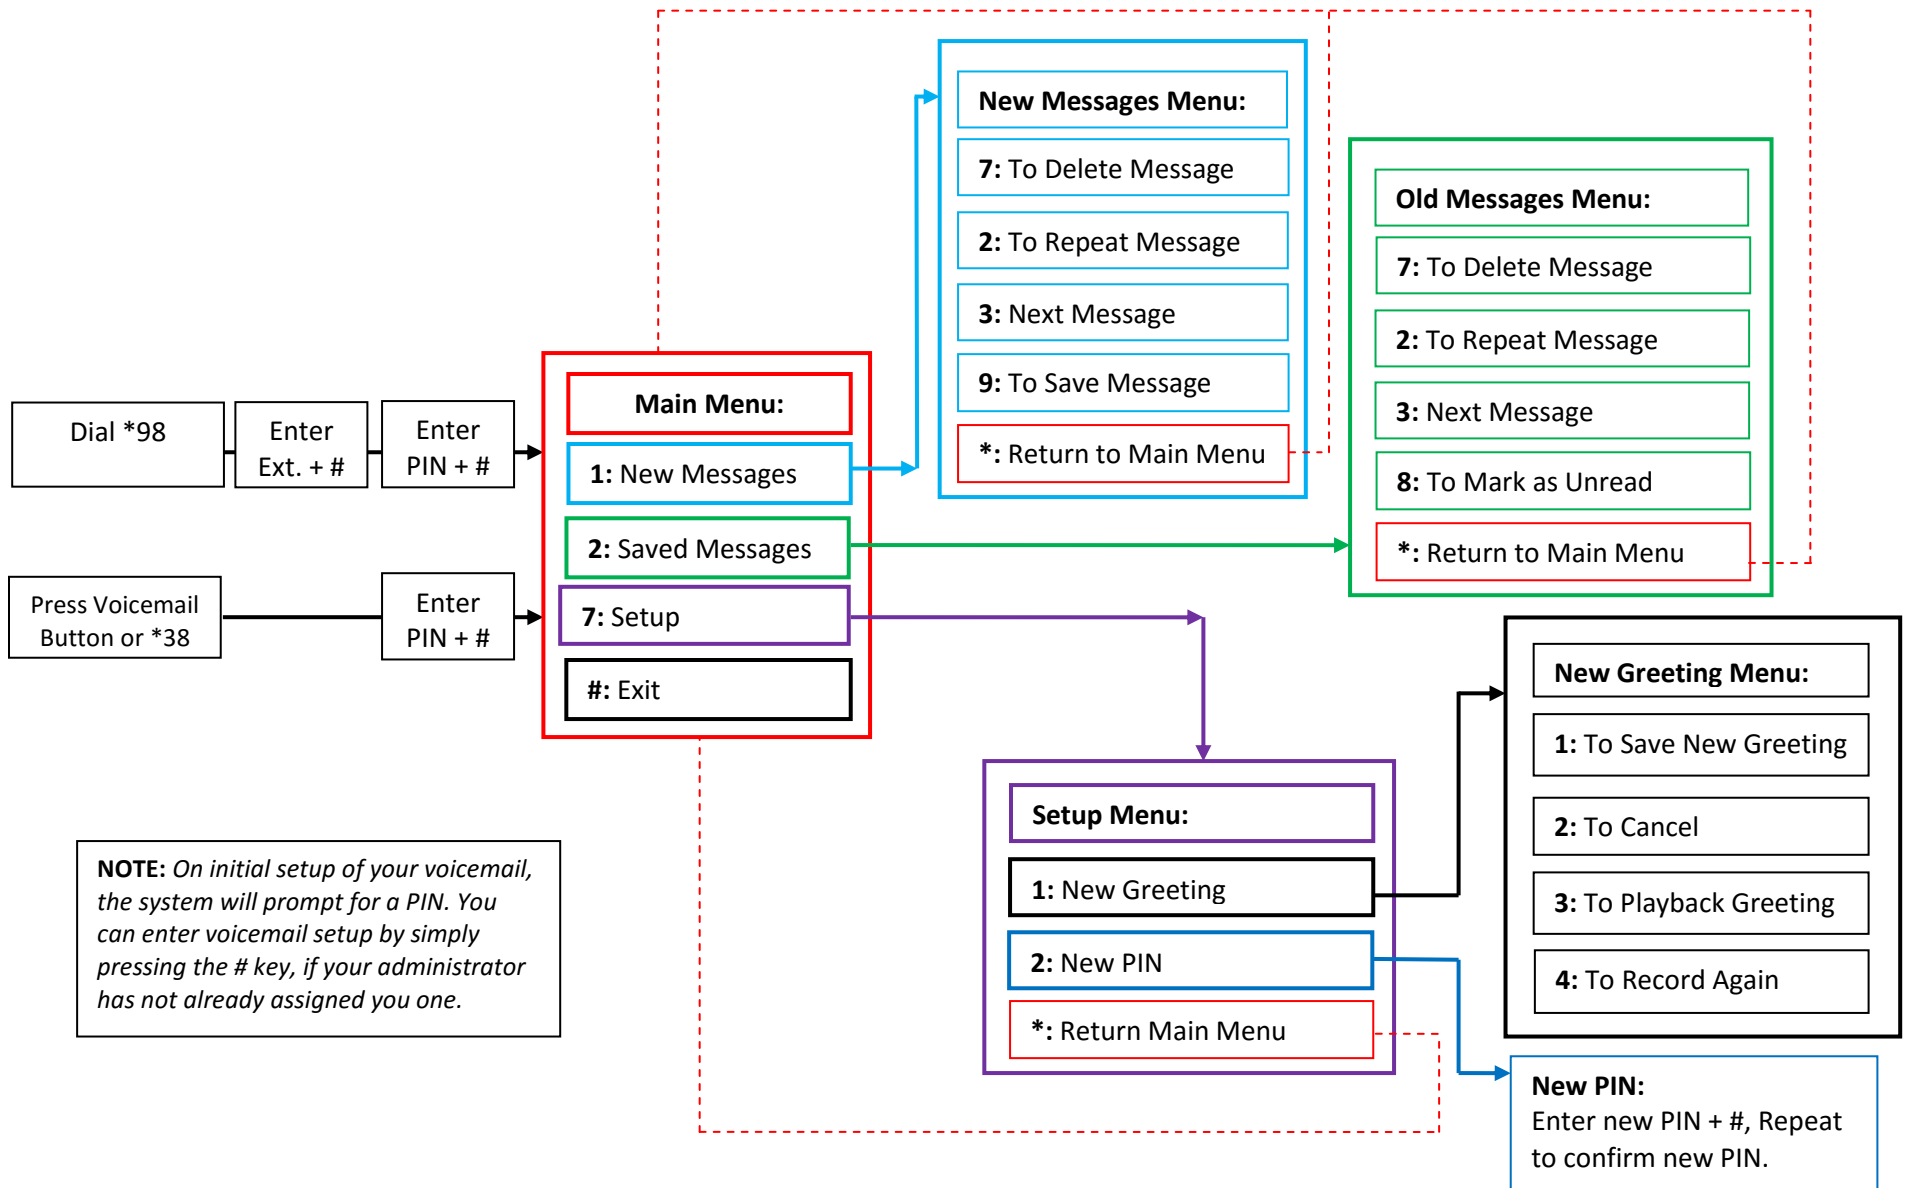 Dial *98
Enter
Ext. + #
Enter
PIN + #
Press Voicemail
Button or *38
Enter
PIN + #
Main Menu:
1: New Messages
2: Saved Messages
7: Setup
#: Exit
New Messages Menu:
7: To Delete Message
2: To Repeat Message
3: Next Message
9: To Save Message
*: Return to Main Menu
Old Messages Menu:
7: To Delete Message
2: To Repeat Message
3: Next Message
8: To Mark as Unread
*: Return to Main Menu
Setup Menu:
1: New Greeting
2: New PIN
*: Return Main Menu
New Greeting Menu:
1: To Save New Greeting
2: To Cancel
3: To Playback Greeting
4: To Record Again
New PIN:
Enter new PIN + #, Repeat
to confirm new PIN.
NOTE: On initial setup of your voicemail,
the system will prompt for a PIN. You
can enter voicemail setup by simply
pressing the # key, if your administrator
has not already assigned you one.